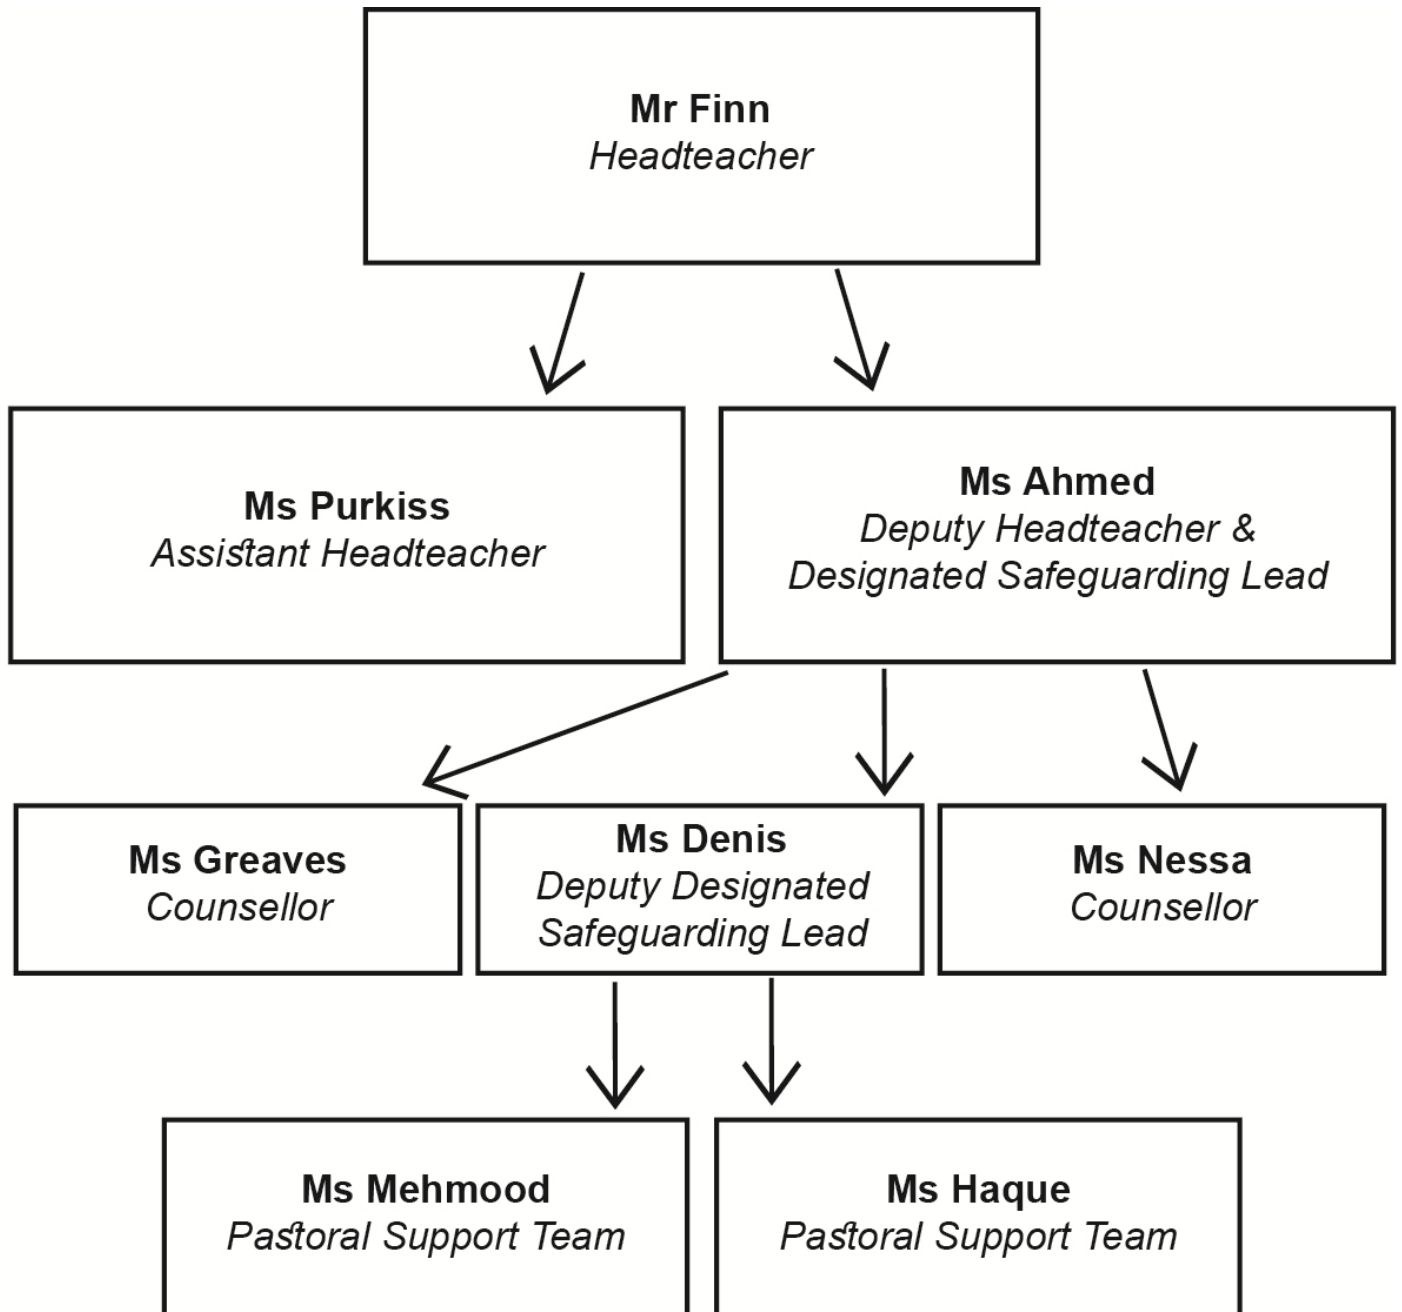 Mr Finn
Headteacher
Ms Purkiss
Assistant Headteacher
Ms Ahmed
Deputy Headteacher &
Designated Safeguarding Lead
Ms Greaves
Counsellor
Ms Denis
Deputy Designated
Safeguarding Lead
Ms Nessa
Counsellor
Ms Mehmood
Pastoral Support Team
Ms Haque
Pastoral Support Team